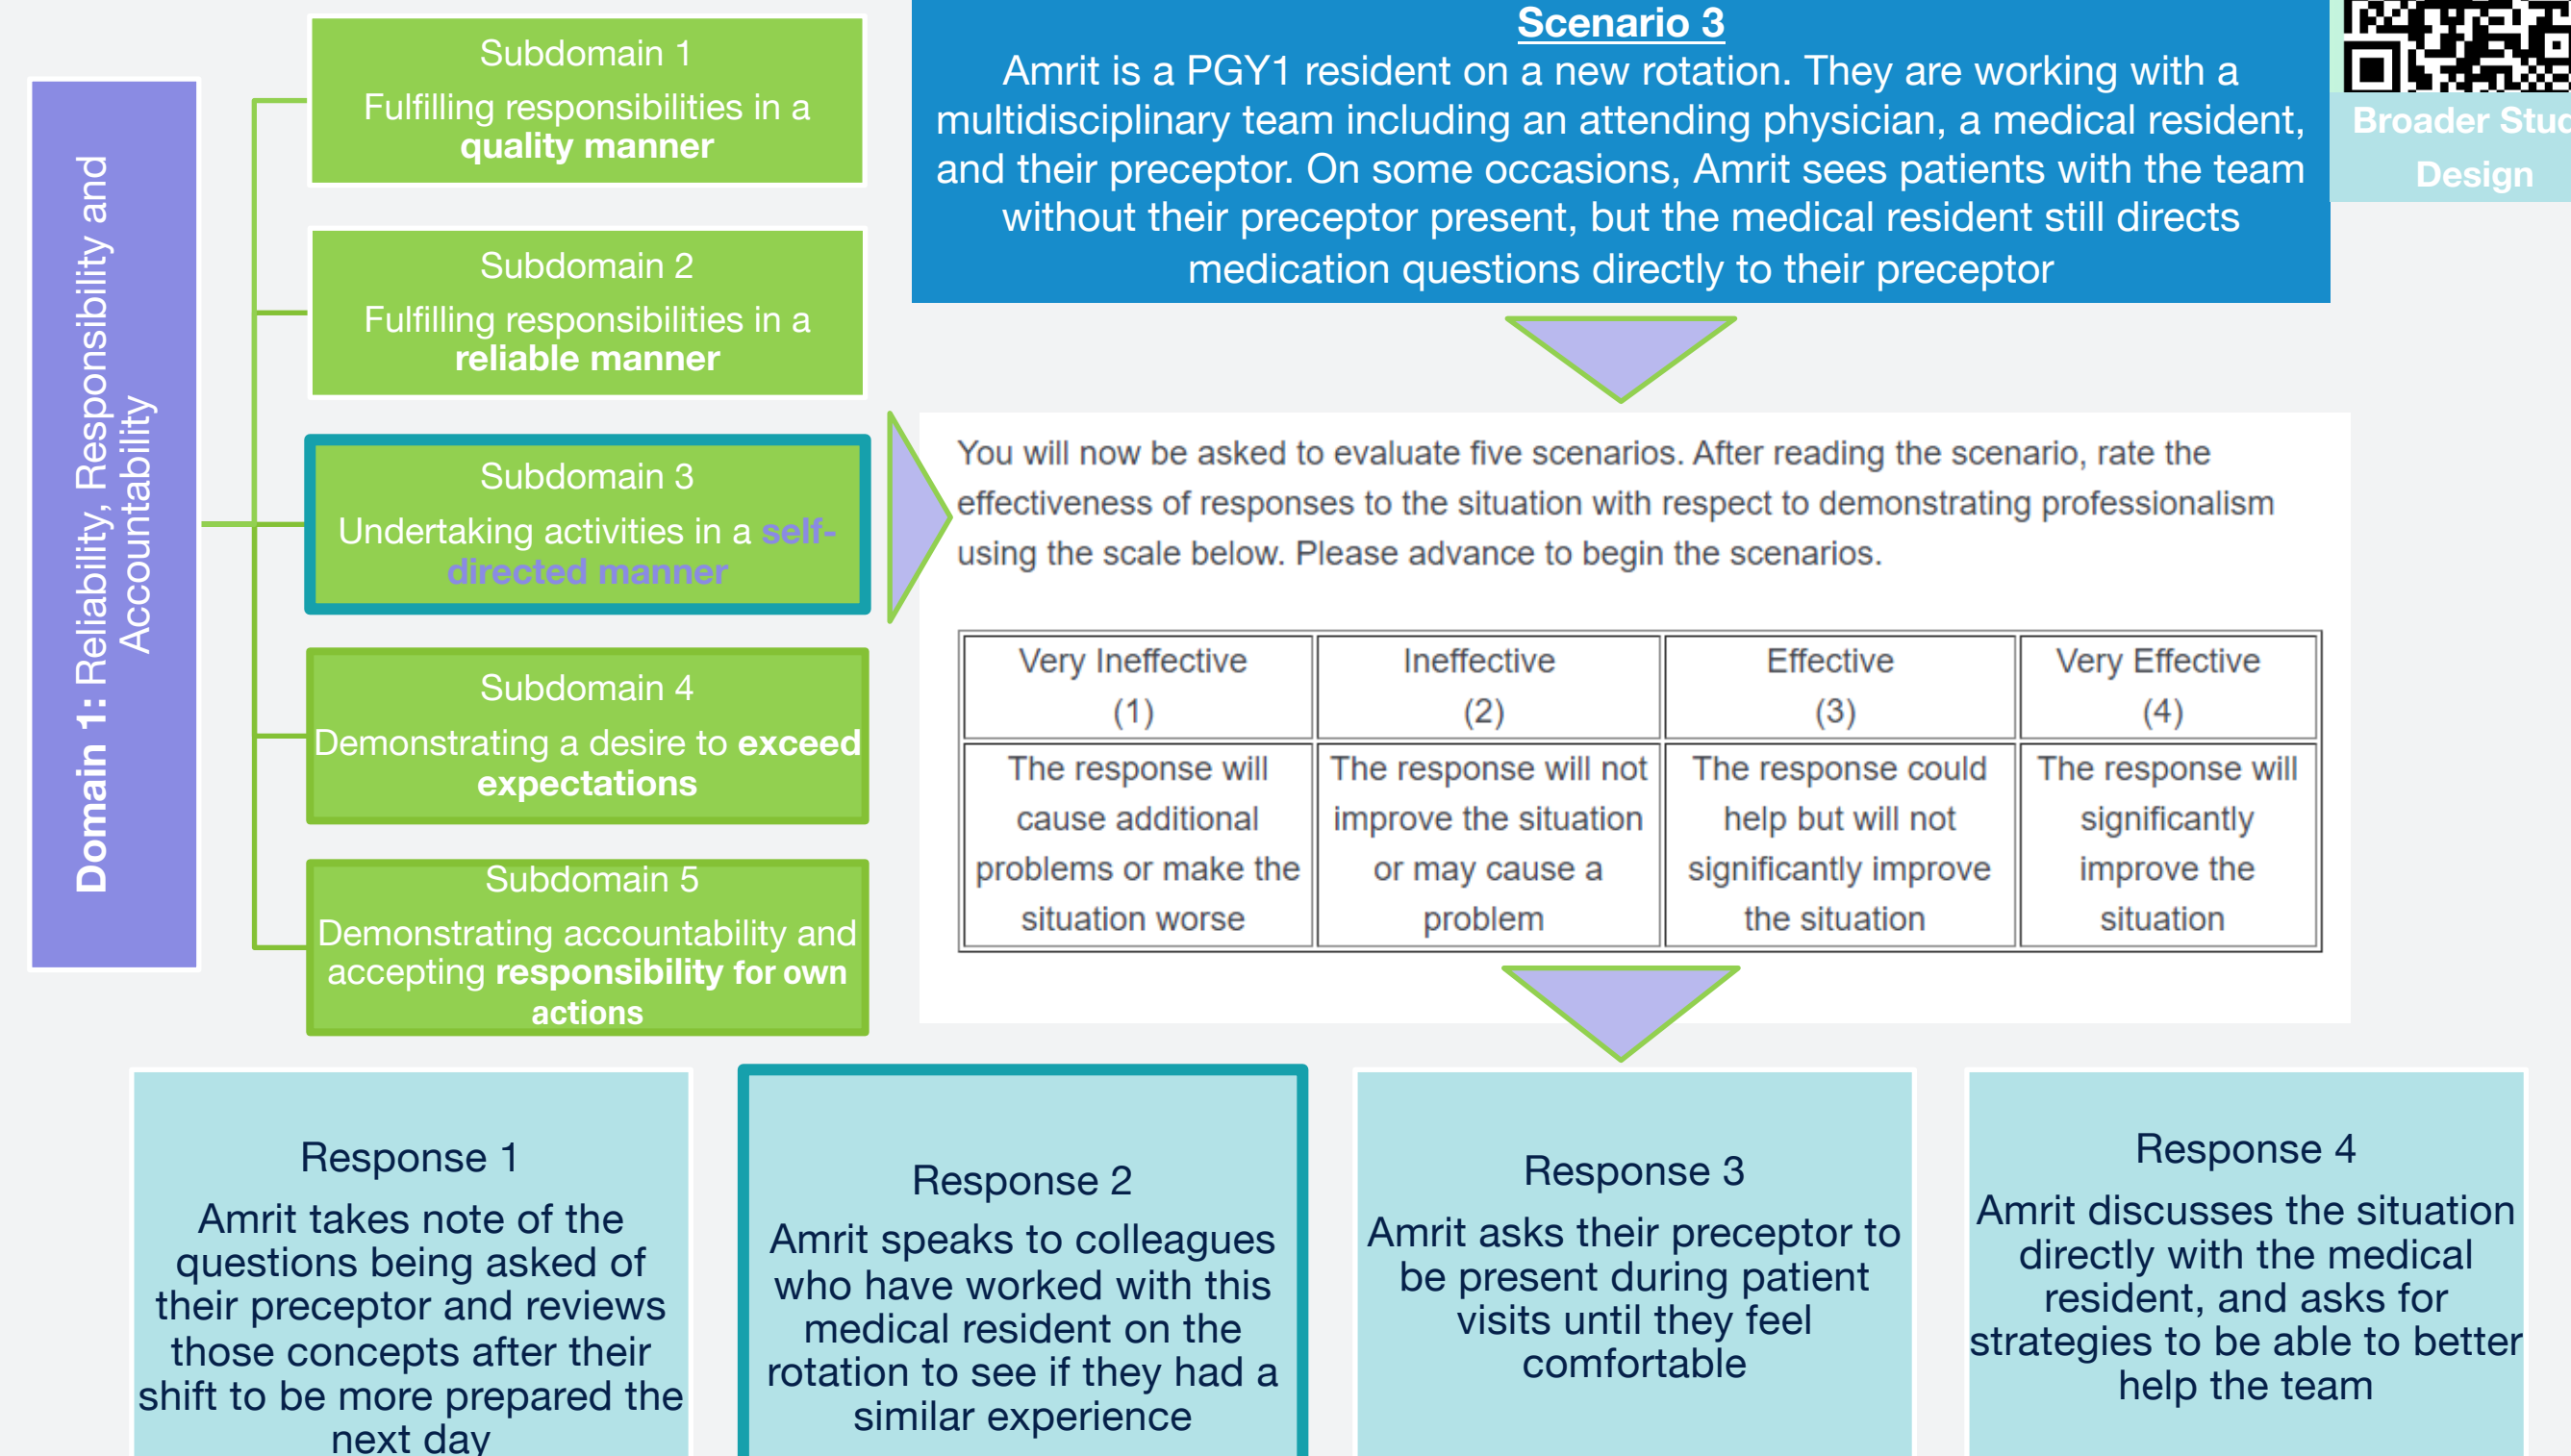 Domain 1: Reliability, Responsibility and
Accountability
Subdomain 1
Fulfilling responsibilities in a
quality manner
Subdomain 2
Fulfilling responsibilities in a
reliable manner
Subdomain 3
Undertaking activities in a self-
directed manner
Subdomain 4
Demonstrating a desire to exceed
expectations
Subdomain 5
Demonstrating accountability and
accepting responsibility for own
actions
Scenario 3
Amrit is a PGY1 resident on a new rotation. They are working with a
multidisciplinary team including an attending physician, a medical resident,
and their preceptor. On some occasions, Amrit sees patients with the team
without their preceptor present, but the medical resident still directs
medication questions directly to their preceptor
Broader Stud
Design
You will now be asked to evaluate five scenarios. After reading the scenario, rate the
effectiveness of responses to the situation with respect to demonstrating professionalism
using the scale below. Please advance to begin the scenarios.
Very Ineffective
(1)
Ineffective
(2)
Effective
(3)
Very Effective
(4)
The response will
cause additional
problems or make the
situation worse
The response will not
improve the situation
or may cause a
problem
The response could
help but will not
significantly improve
the situation
The response will
significantly
improve the
situation
Response 1
Amrit takes note of the
questions being asked of
their preceptor and reviews
those concepts after their
shift to be more prepared the
next day
Response 2
Amrit speaks to colleagues
who have worked with this
medical resident on the
rotation to see if they had a
similar experience
Response 3
Amrit asks their preceptor to
be present during patient
visits until they feel
comfortable
Response 4
Amrit discusses the situation
directly with the medical
resident, and asks for
strategies to be able to better
help the team